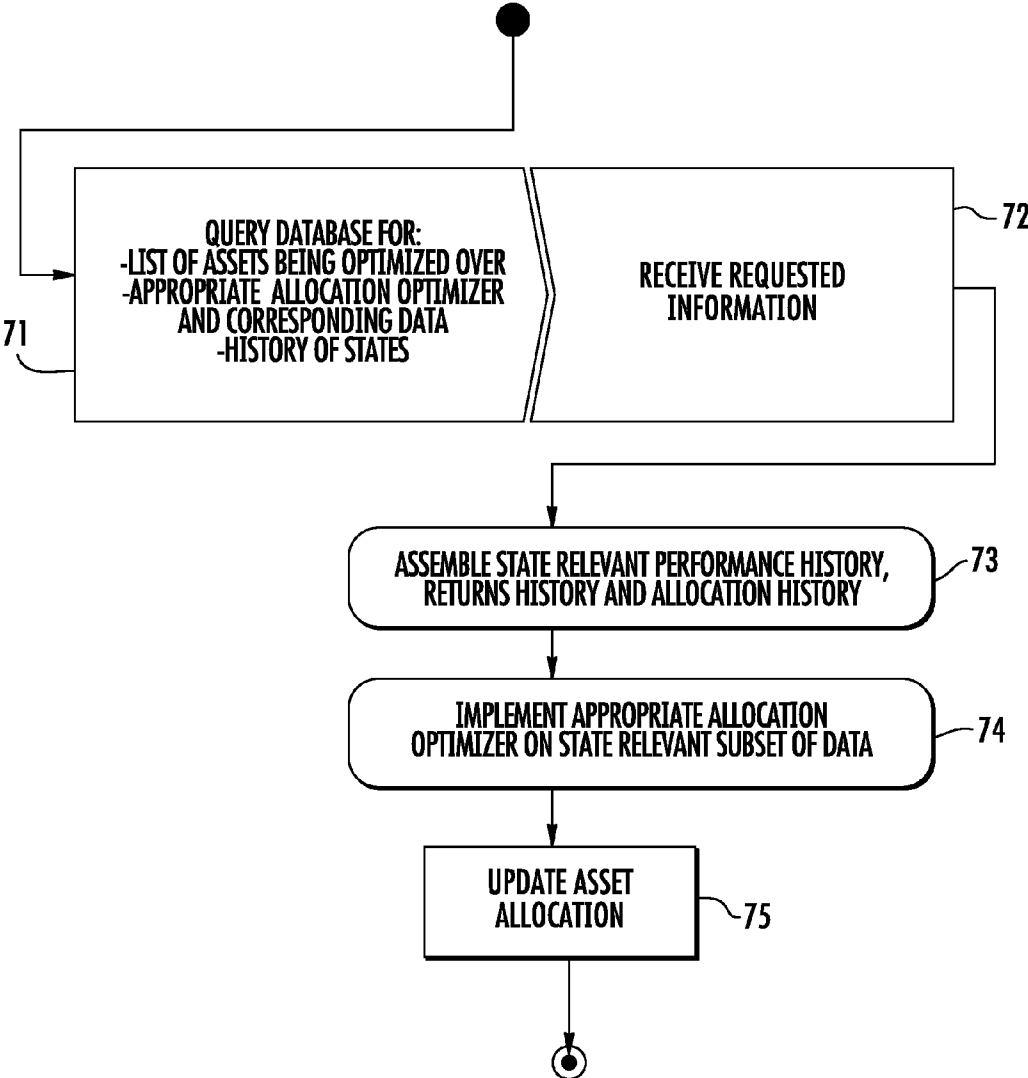 QUERY DATABASE FOR:
-LIST OF ASSETS BEING OPTIMIZED OVER
-APPROPRIATE ALLOCATION OPTIMIZER
AND CORRESPONDING DATA
-HISTORY OF STATES
71
RECEIVE REQUESTED
INFORMATION
72
ASSEMBLE STATE RELEVANT PERFORMANCE HISTORY,
RETURNS HISTORY AND ALLOCATION HISTORY
73
IMPLEMENT APPROPRIATE ALLOCATION
OPTIMIZER ON STATE RELEVANT SUBSET OF DATA
74
UPDATE ASSET
ALLOCATION
75